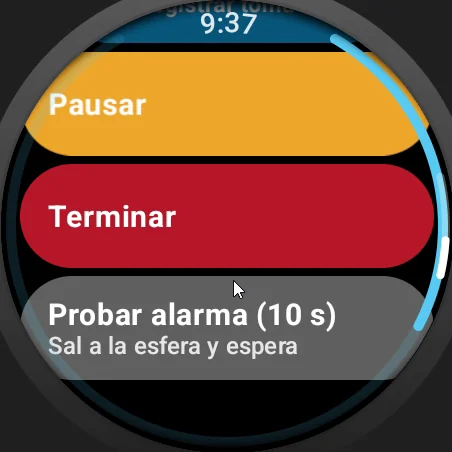 9:37
Pausar
Terminar
Probar alarma (10 s)
Sal a la esfera y espera